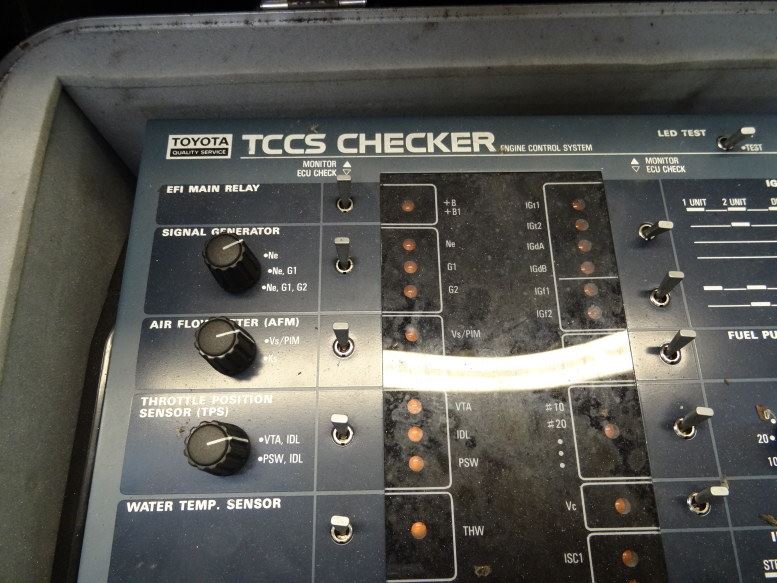 TOYOTA
QUALITY SERVICE
TCCS CHECKER
ENGINE CONTROL SYSTEM
LED TEST
•TEST
MONITOR ▲
ECU CHECK ▽
▲ MONITOR
▽ ECU CHECK
EFI MAIN RELAY
+B
+B1
SIGNAL GENERATOR
•Ne
•Ne, G1
•Ne, G1, G2
Ne
G1
G2
IGt1
IGt2
IGdA
IGdB
IGf1
IGf2
1 UNIT
2 UNIT
AIR FLOW METER (AFM)
•Vs/PIM
Vs/PIM
FUEL PU
THROTTLE POSITION
SENSOR (TPS)
•VTA, IDL
•PSW, IDL
VTA
IDL
PSW
#10
#20
20•
10
WATER TEMP. SENSOR
THW
Vc
ISC1